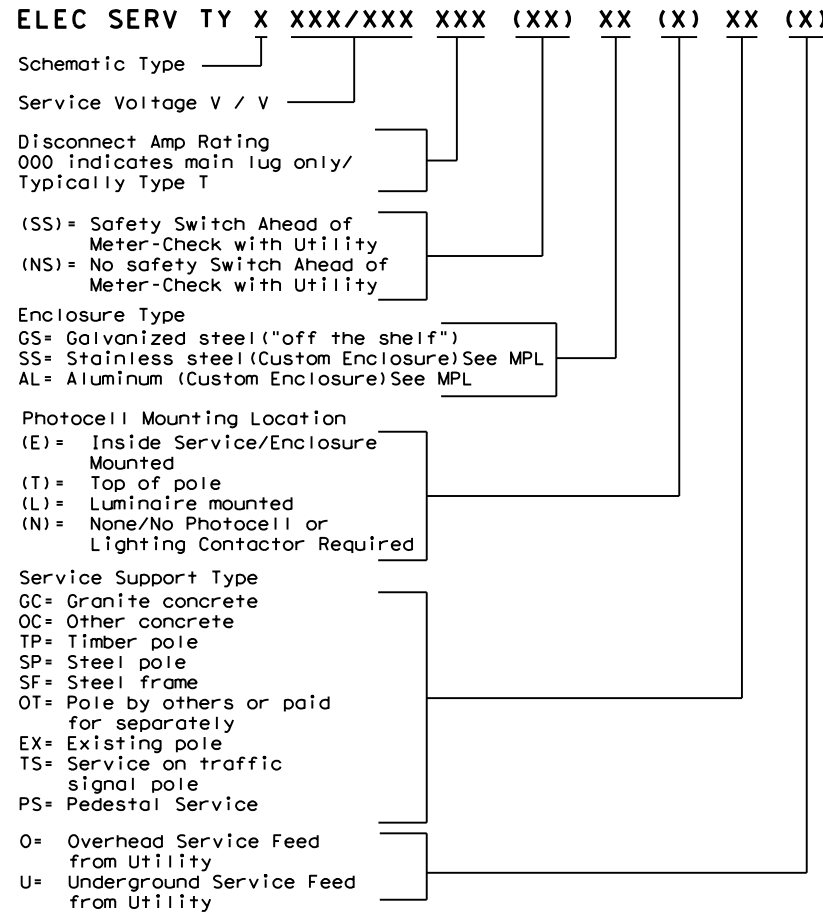 ELEC SERV TY X XXX/XXX XXX (XX) XX (X) XX (X)
Schematic Type
Service Voltage V / V
Disconnect Amp Rating
000 indicates main lug only/
Typically Type T
(SS)= Safety Switch Ahead of
Meter-Check with Utility
(NS)= No safety Switch Ahead of
Meter-Check with Utility
Enclosure Type
GS= Galvanized steel("off the shelf")
SS= Stainless steel(Custom Enclosure)See MPL
AL= Aluminum (Custom Enclosure)See MPL
Photocell Mounting Location
(E)= Inside Service/Enclosure
Mounted
(T)= Top of pole
(L)= Luminaire mounted
(N)= None/No Photocell or
Lighting Contactor Required
Service Support Type
GC= Granite concrete
OC= Other concrete
TP= Timber pole
SP= Steel pole
SF= Steel frame
OT= Pole by others or paid
for separately
EX= Existing pole
TS= Service on traffic
signal pole
PS= Pedestal Service
O= Overhead Service Feed
from Utility
U= Underground Service Feed
from Utility